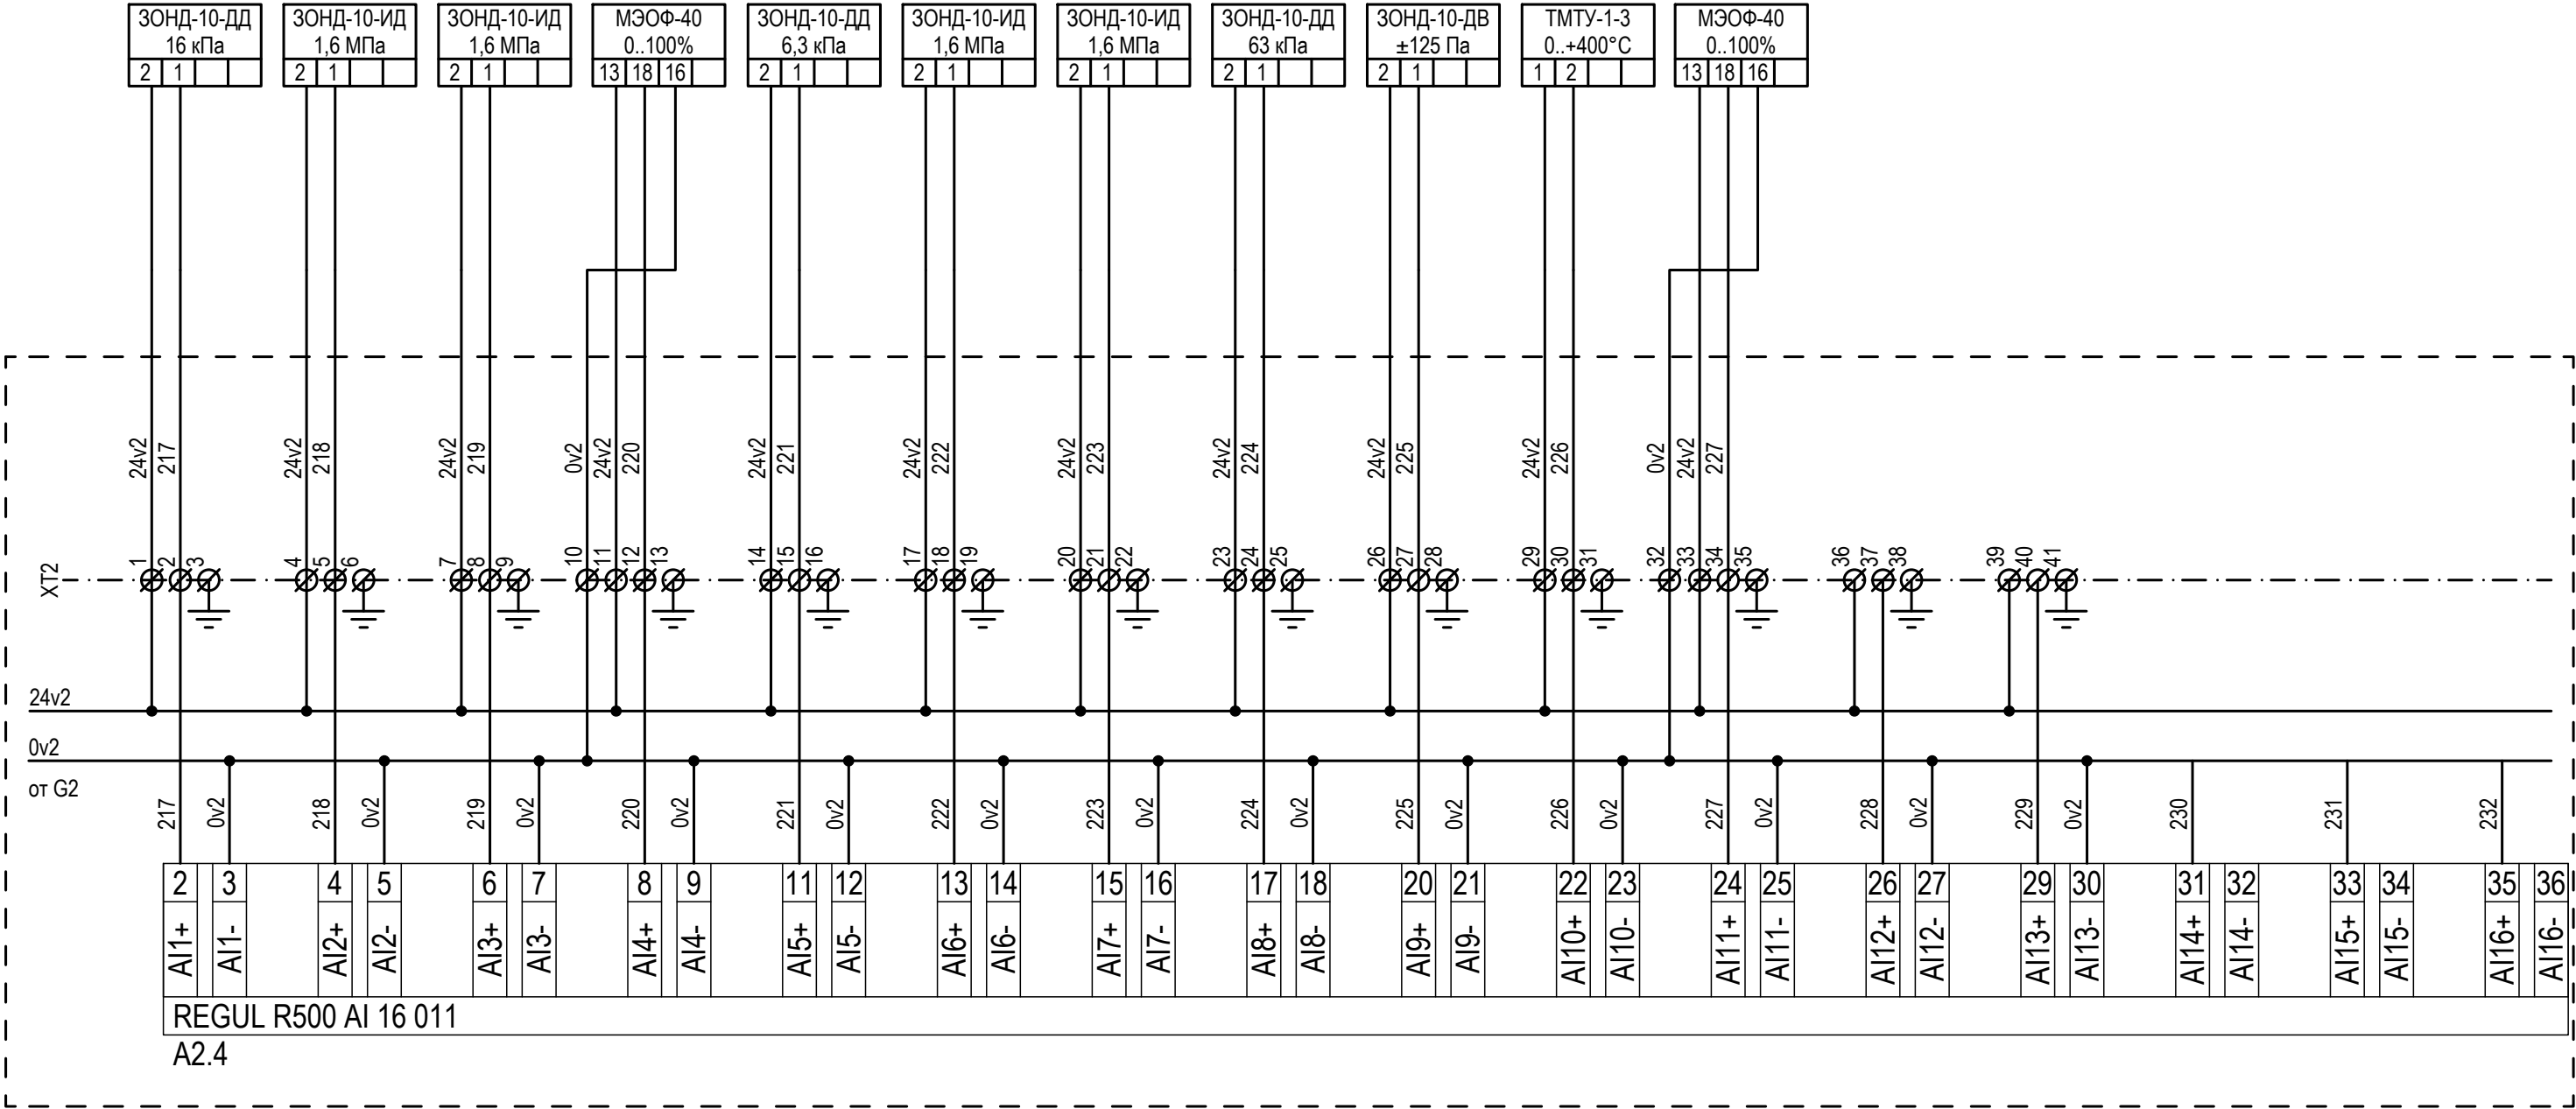 ЗОНД-10-ДД ЗОНД-10-ИД ЗОНД-10-ИД МЭОФ-40 ЗОНД-10-ДД ЗОНД-10-ИД ЗОНД-10-ИД ЗОНД-10-ДД ЗОНД-10-ДВ ТМТУ-1-3 МЭОФ-40
16 кПа 1,6 МПа 1,6 МПа 0..100% 6,3 кПа 1,6 МПа 1,6 МПа 63 кПа ±125 Па 0..+400°С 0..100%
2 1 2 1 2 1 13 18 16 2 1 2 1 2 1 2 1 2 1 1 2 13 18 16
24v2 217 24v2 218 24v2 219 0v2 24v2 220 24v2 221 24v2 222 24v2 223 24v2 224 24v2 225 24v2 226 0v2 24v2 227
XT2 1 2 3 4 5 6 7 8 9 10 11 12 13 14 15 16 17 18 19 20 21 22 23 24 25 26 27 28 29 30 31 32 33 34 35 36 37 38 39 40 41
24v2
0v2
от G2
217 0v2 218 0v2 219 0v2 220 0v2 221 0v2 222 0v2 223 0v2 224 0v2 225 0v2 226 0v2 227 0v2 228 0v2 229 0v2 230 231 232
2 3 4 5 6 7 8 9 11 12 13 14 15 16 17 18 20 21 22 23 24 25 26 27 29 30 31 32 33 34 35 36
AI1+ AI1- AI2+ AI2- AI3+ AI3- AI4+ AI4- AI5+ AI5- AI6+ AI6- AI7+ AI7- AI8+ AI8- AI9+ AI9- AI10+ AI10- AI11+ AI11- AI12+ AI12- AI13+ AI13- AI14+ AI14- AI15+ AI15- AI16+ AI16-
REGUL R500 AI 16 011
A2.4